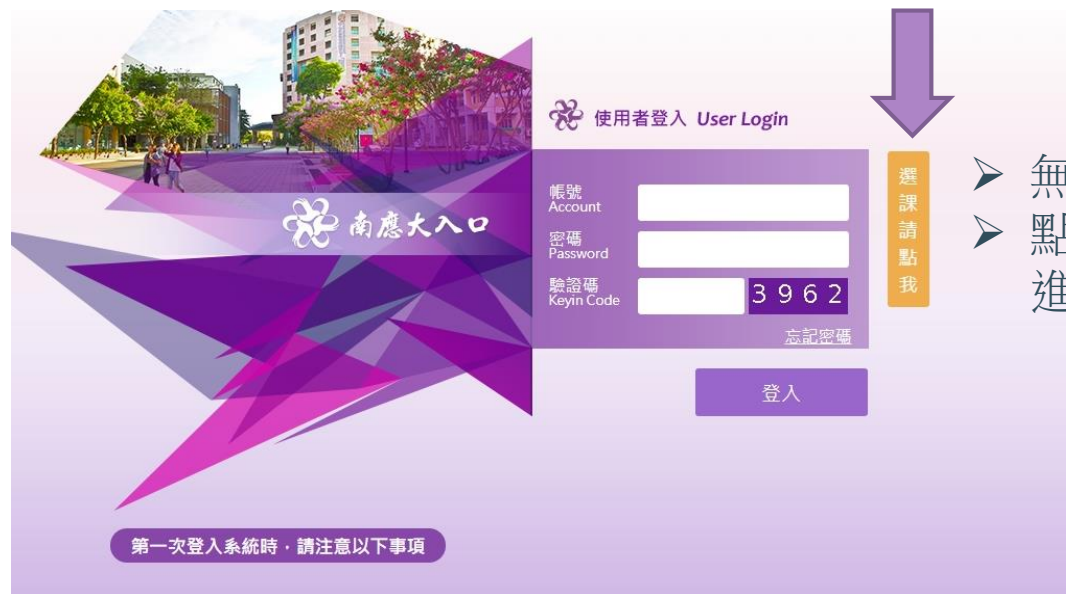 使用者登入 User Login
帳號
Account
密碼
Password
驗證碼
Keyin Code
3962
忘記密碼
登入
選課請點我
➢ 無
➢ 點
進
南應大入口
第一次登入系統時，請注意以下事項